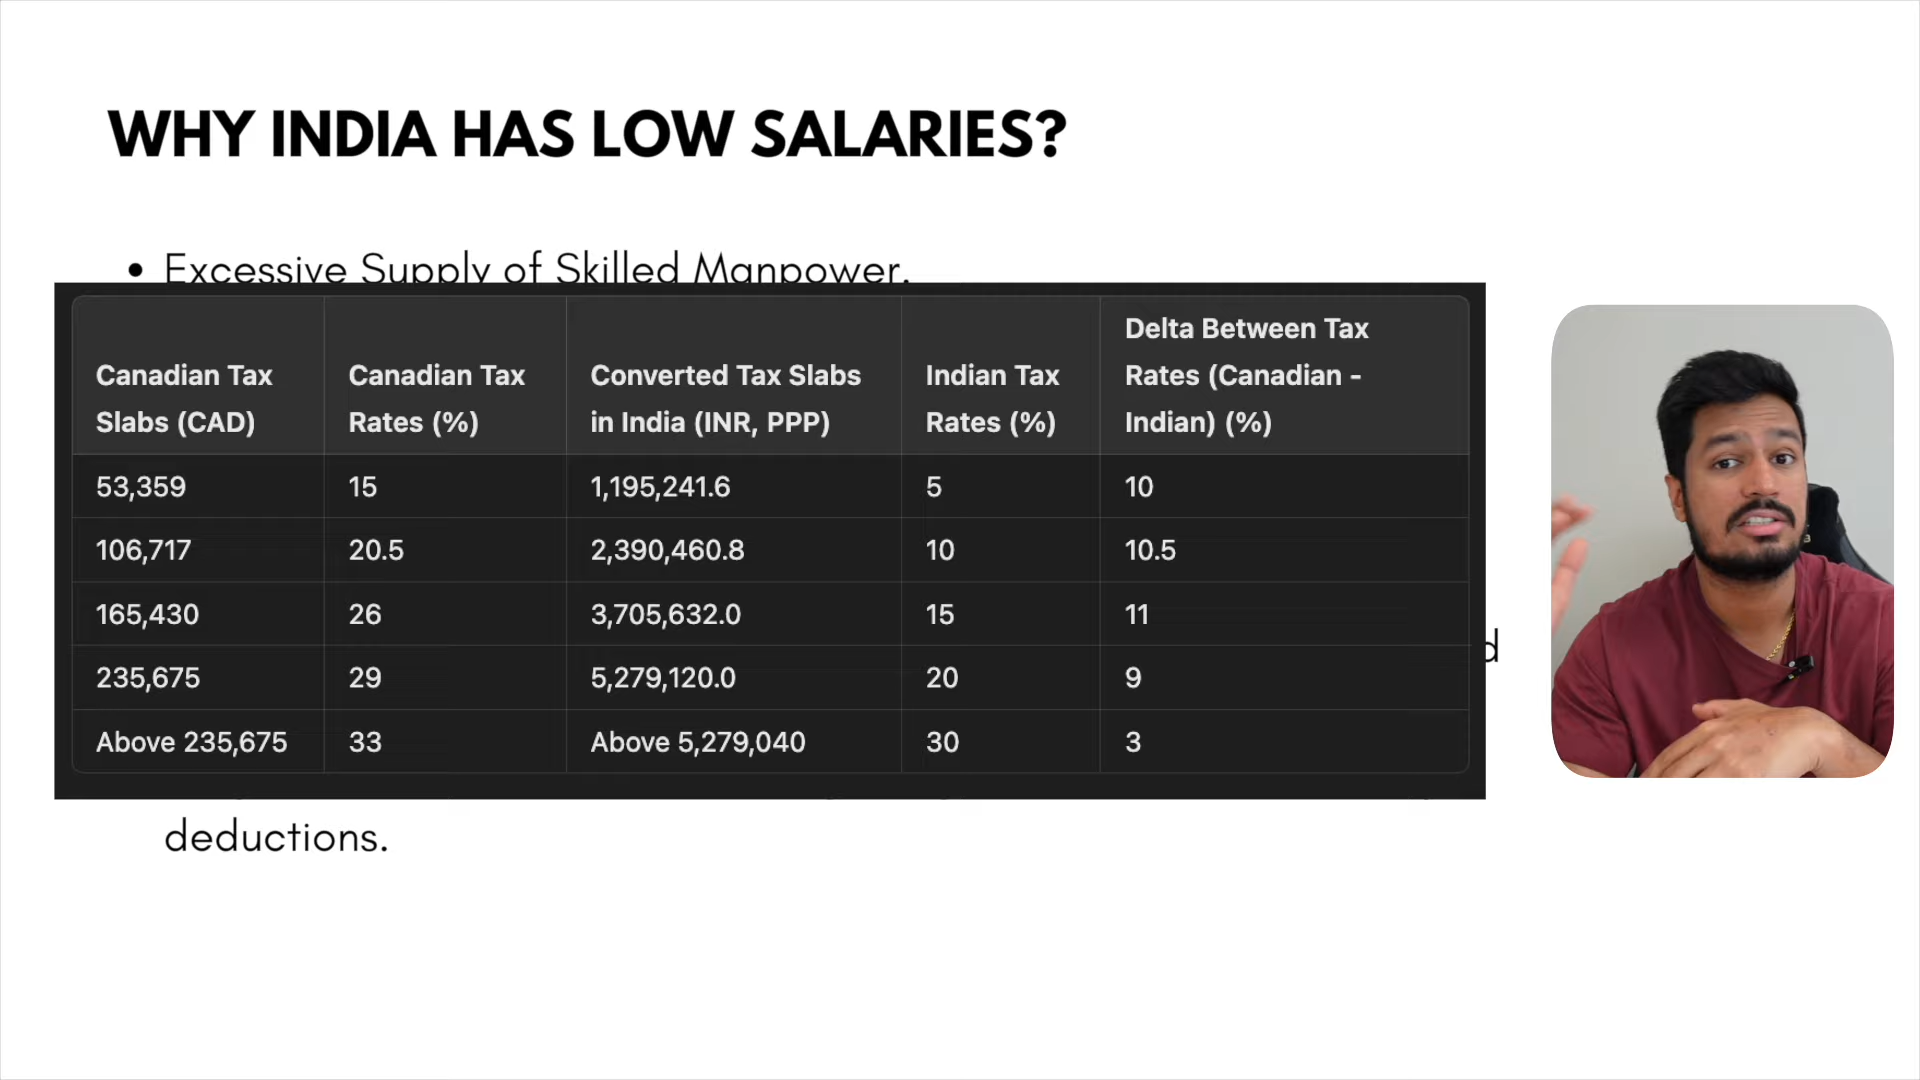 WHY INDIA HAS LOW SALARIES?
• Excessive Supply of Skilled Manpower.
Delta Between Tax
Canadian Tax Canadian Tax Converted Tax Slabs Indian Tax Rates (Canadian -
Slabs (CAD) Rates (%) in India (INR, PPP) Rates (%) Indian) (%)
53,359 15 1,195,241.6 5 10
106,717 20.5 2,390,460.8 10 10.5
165,430 26 3,705,632.0 15 11
235,675 29 5,279,120.0 20 9
Above 235,675 33 Above 5,279,040 30 3
deductions.